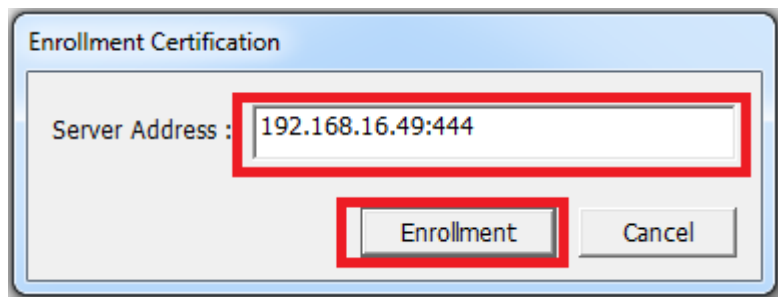 Enrollment Certification
Server Address : 192.168.16.49:444
Enrollment Cancel